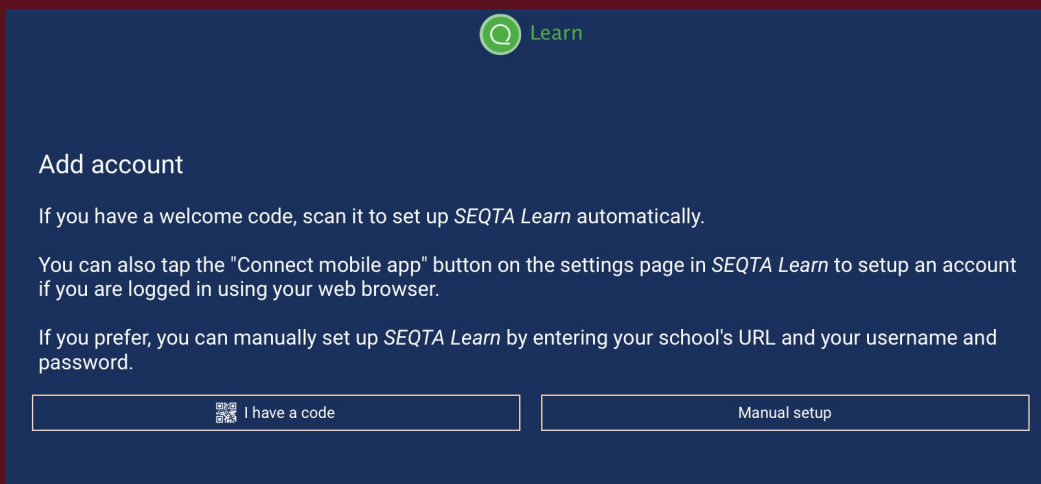 Learn
Add account
If you have a welcome code, scan it to set up SEQTA Learn automatically.
You can also tap the "Connect mobile app" button on the settings page in SEQTA Learn to setup an account
if you are logged in using your web browser.
If you prefer, you can manually set up SEQTA Learn by entering your school's URL and your username and
password.
I have a code
Manual setup